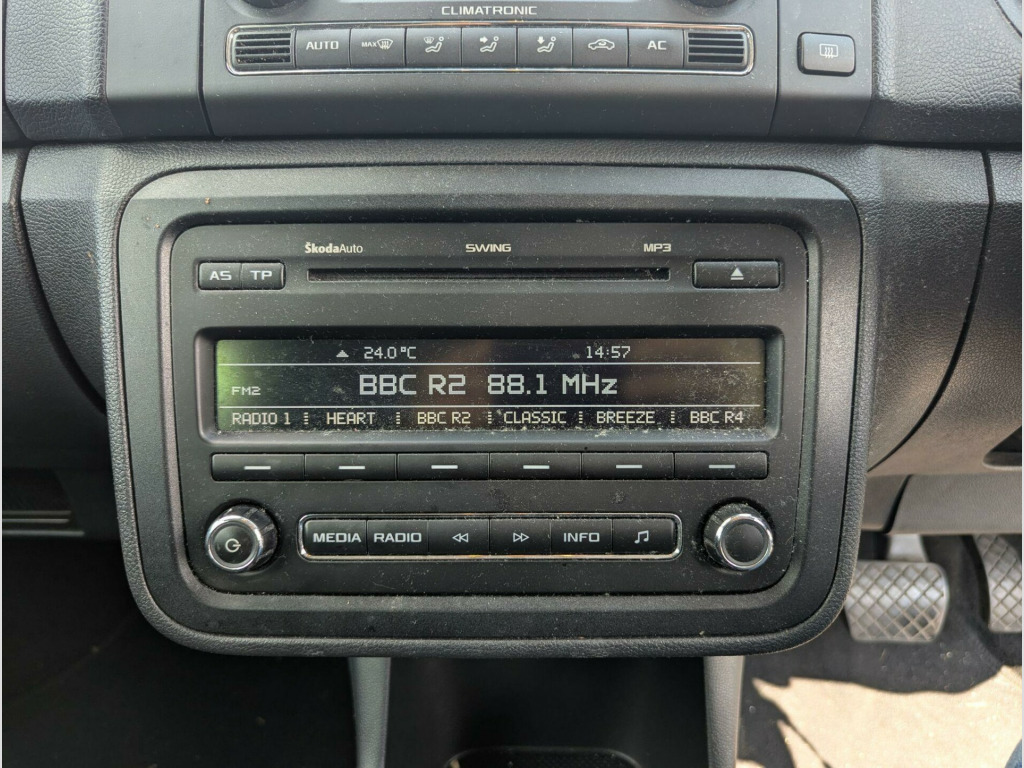 CLIMATRONIC
AUTO MAX AC
ŠkodaAuto SWING MP3
AS TP
24.0 °C 14:57
FM2 BBC R2 88.1 MHz
RADIO 1 HEART BBC R2 CLASSIC BREEZE BBC R4
MEDIA RADIO INFO